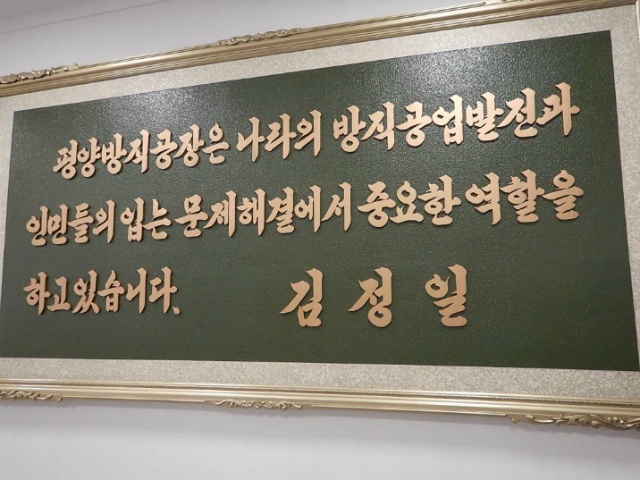 평양방직공장은 나라의 방직공업발전과
인민들의 입는 문제해결에서 중요한 역할을
하고있습니다.
김정일